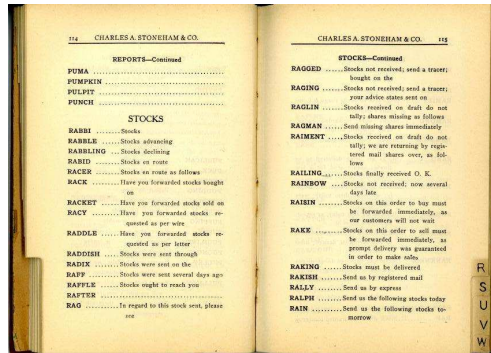 114 CHARLES A. STONEHAM & CO.
REPORTS—Continued
PUMA ........................................
PUMPKIN ........................................
PULPIT ........................................
PUNCH ........................................
STOCKS
RABBI ........Stocks
RABBLE ......Stocks advancing
RABBLING ...Stocks declining
RABID ........Stocks en route
RACER .......Stocks en route as follows
RACK .........Have you forwarded stocks bought
on
RACKET ......Have you forwarded stocks sold on
RACY .........Have you forwarded stocks re-
quested as per wire
RADDLE ......Have you forwarded stocks re-
quested as per letter
RADDISH .....Stocks were sent through
RADIX ........Stocks were sent on the
RAFF .........Stocks were sent several days ago
RAFFLE ......Stocks ought to reach you
RAFTER ........................................
RAG ..........In regard to this stock sent, please
see
CHARLES A. STONEHAM & CO. 115
STOCKS—Continued
RAGGED ......Stocks not received; send a tracer;
bought on the
RAGING ......Stocks not received; send a tracer;
your advice states sent on
RAGLIN ......Stocks received on draft do not
tally; shares missing as follows
RAGMAN .....Send missing shares immediately
RAIMENT .....Stocks received on draft do not
tally; we are returning by regis-
tered mail shares over, as fol-
lows
RAILING ......Stocks finally received O. K.
RAINBOW ....Stocks not received; now several
days late
RAISIN .......Stocks on this order to buy must
be forwarded immediately, as
our customers will not wait
RAKE ........Stocks on this order to sell must
be forwarded immediately, as
prompt delivery was guaranteed
in order to make sales
RAKING ......Stocks must be delivered
RAKISH ......Send us by registered mail
RALLY .......Send us by express
RALPH .......Send us the following stocks today
RAIN .........Send us the following stocks to-
morrow
R
S
U
V
W